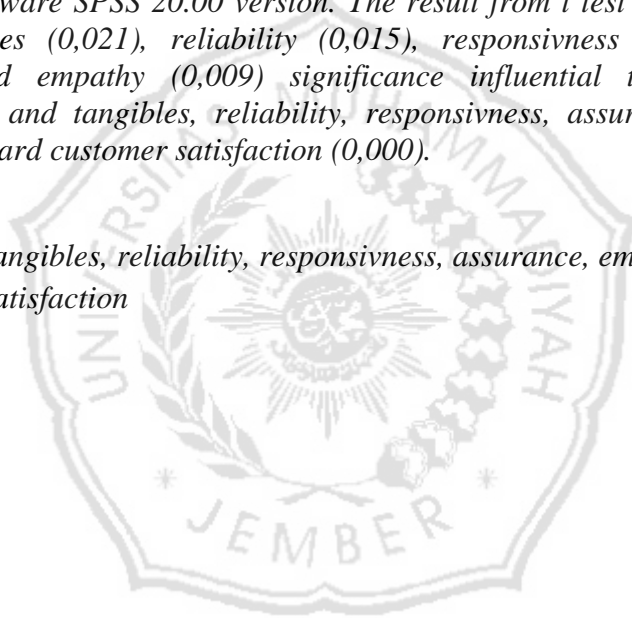 ware SPSS 20.00 version. The result from t test
es (0,021), reliability (0,015), responsivness
d empathy (0,009) significance influential t
and tangibles, reliability, responsivness, assur
ard customer satisfaction (0,000).
angibles, reliability, responsivness, assurance, em
atisfaction
UNIVERSITAS MUHAMMADIYAH
JEMBER